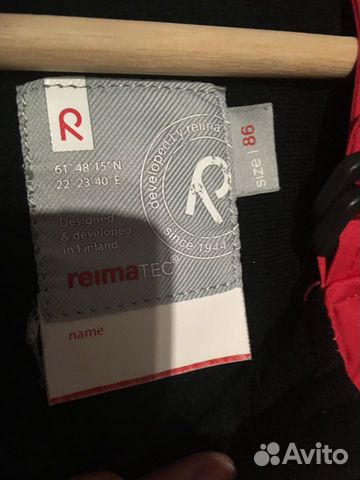 R
61° 48' 15" N
22° 23' 40" E
Designed
& developed
in Finland
reimaTEC®
developed by reima
R
since 1944
size | 86
name
Avito